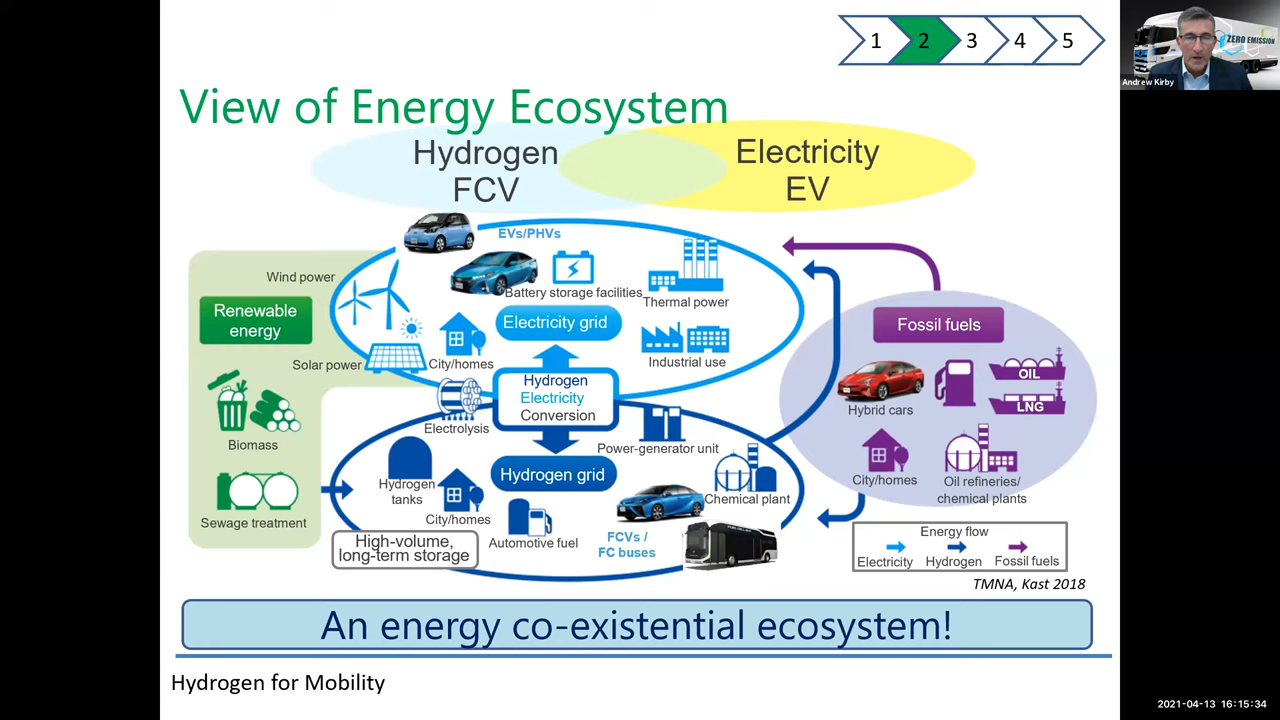 1 2 3 4 5
ZERO EMISSION
Andrew Kirby
View of Energy Ecosystem
Hydrogen
FCV
Electricity
EV
EVs/PHVs
Wind power
Battery storage facilities
Thermal power
Renewable
energy
Electricity grid
Fossil fuels
Solar power
City/homes
Industrial use
OIL
LNG
Hydrogen
Electricity
Conversion
Hybrid cars
Electrolysis
Biomass
Power-generator unit
Hydrogen grid
Hydrogen
tanks
City/homes
Chemical plant
City/homes
Oil refineries/
chemical plants
Sewage treatment
High-volume,
long-term storage
Automotive fuel
FCVs /
FC buses
Energy flow
Electricity Hydrogen Fossil fuels
TMNA, Kast 2018
An energy co-existential ecosystem!
Hydrogen for Mobility
2021-04-13 16:15:34